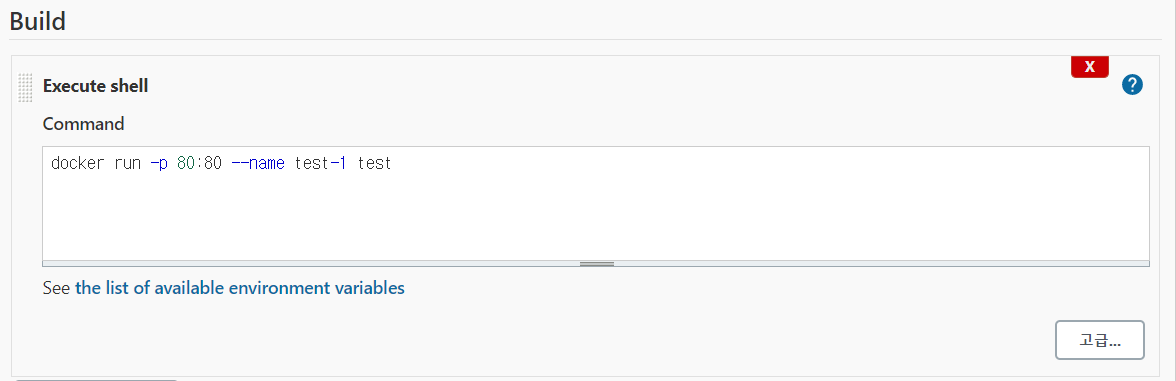 Build
X
Execute shell
?
Command
docker run -p 80:80 --name test-1 test
See the list of available environment variables
고급...